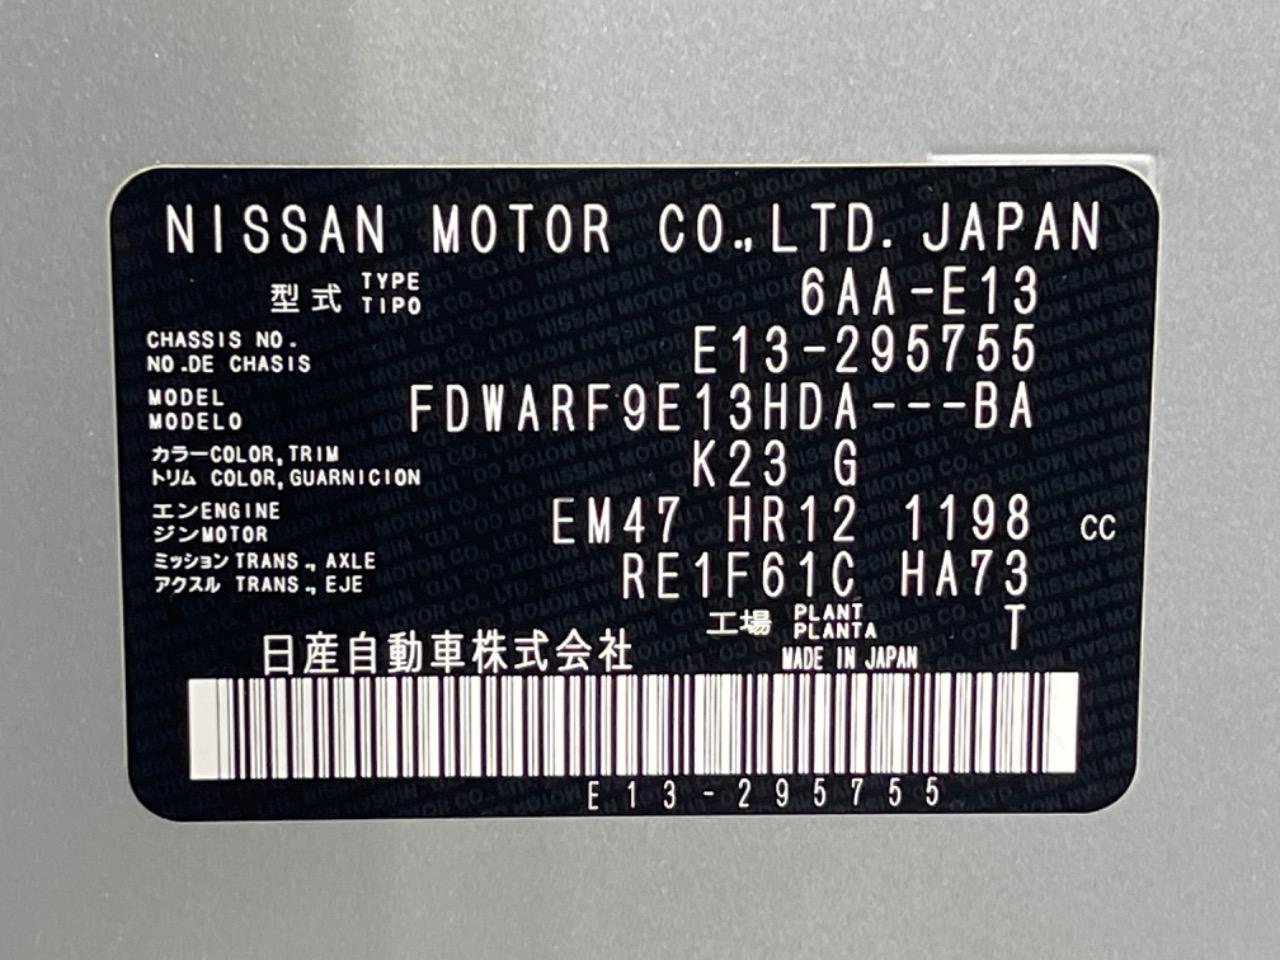 NISSAN MOTOR CO.,LTD. JAPAN
型式 TYPE TIPO 6AA-E13
CHASSIS NO.
NO.DE CHASIS E13-295755
MODEL
MODELO FDWARF9E13HDA---BA
カラーCOLOR,TRIM
トリム COLOR,GUARNICION K23 G
エンENGINE
ジンMOTOR EM47 HR12 1198 CC
ミッションTRANS., AXLE
アクスル TRANS., EJE RE1F61C HA73
工場 PLANT PLANTA T
日産自動車株式会社 MADE IN JAPAN
E13-295755